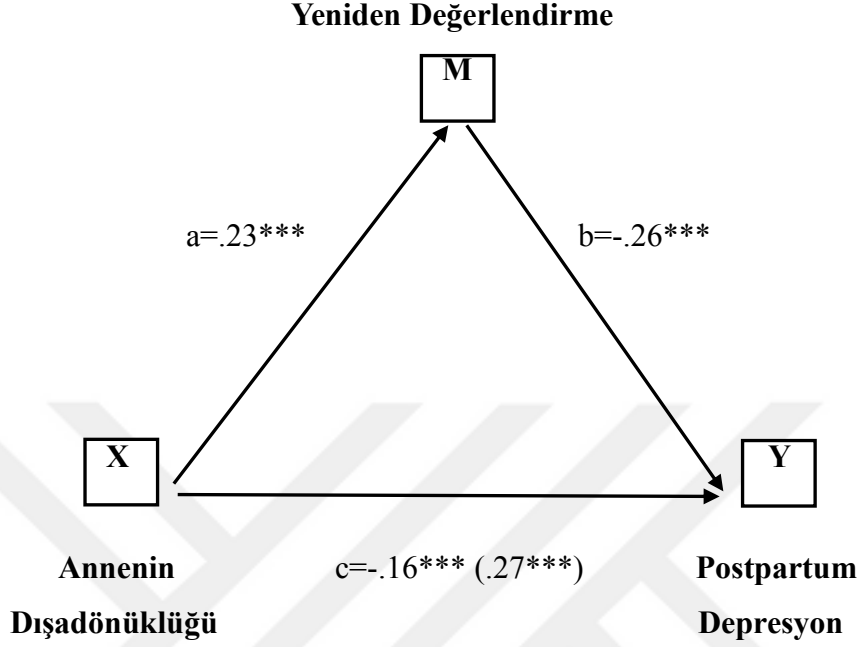 Yeniden Değerlendirme
M
a=.23***
b=-.26***
X
Y
Annenin
Dışadönüklüğü
c=-.16*** (.27***)
Postpartum
Depresyon